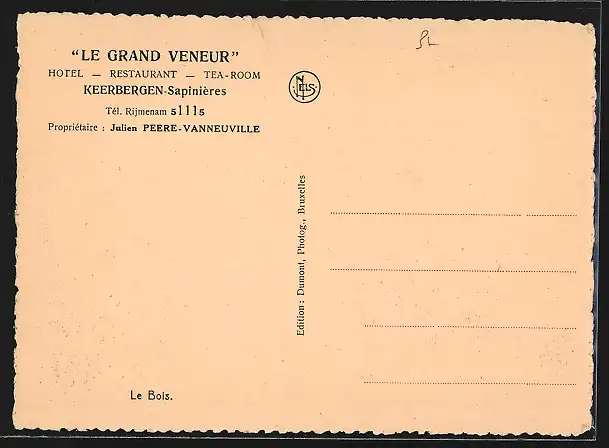 “LE GRAND VENEUR”
HOTEL — RESTAURANT — TEA-ROOM
KEERBERGEN-Sapinières
Tél. Rijmenam 51115
Propriétaire : Julien PEERE-VANNEUVILLE
NELS
Edition: Dumont, Photog., Bruxelles
Le Bois.